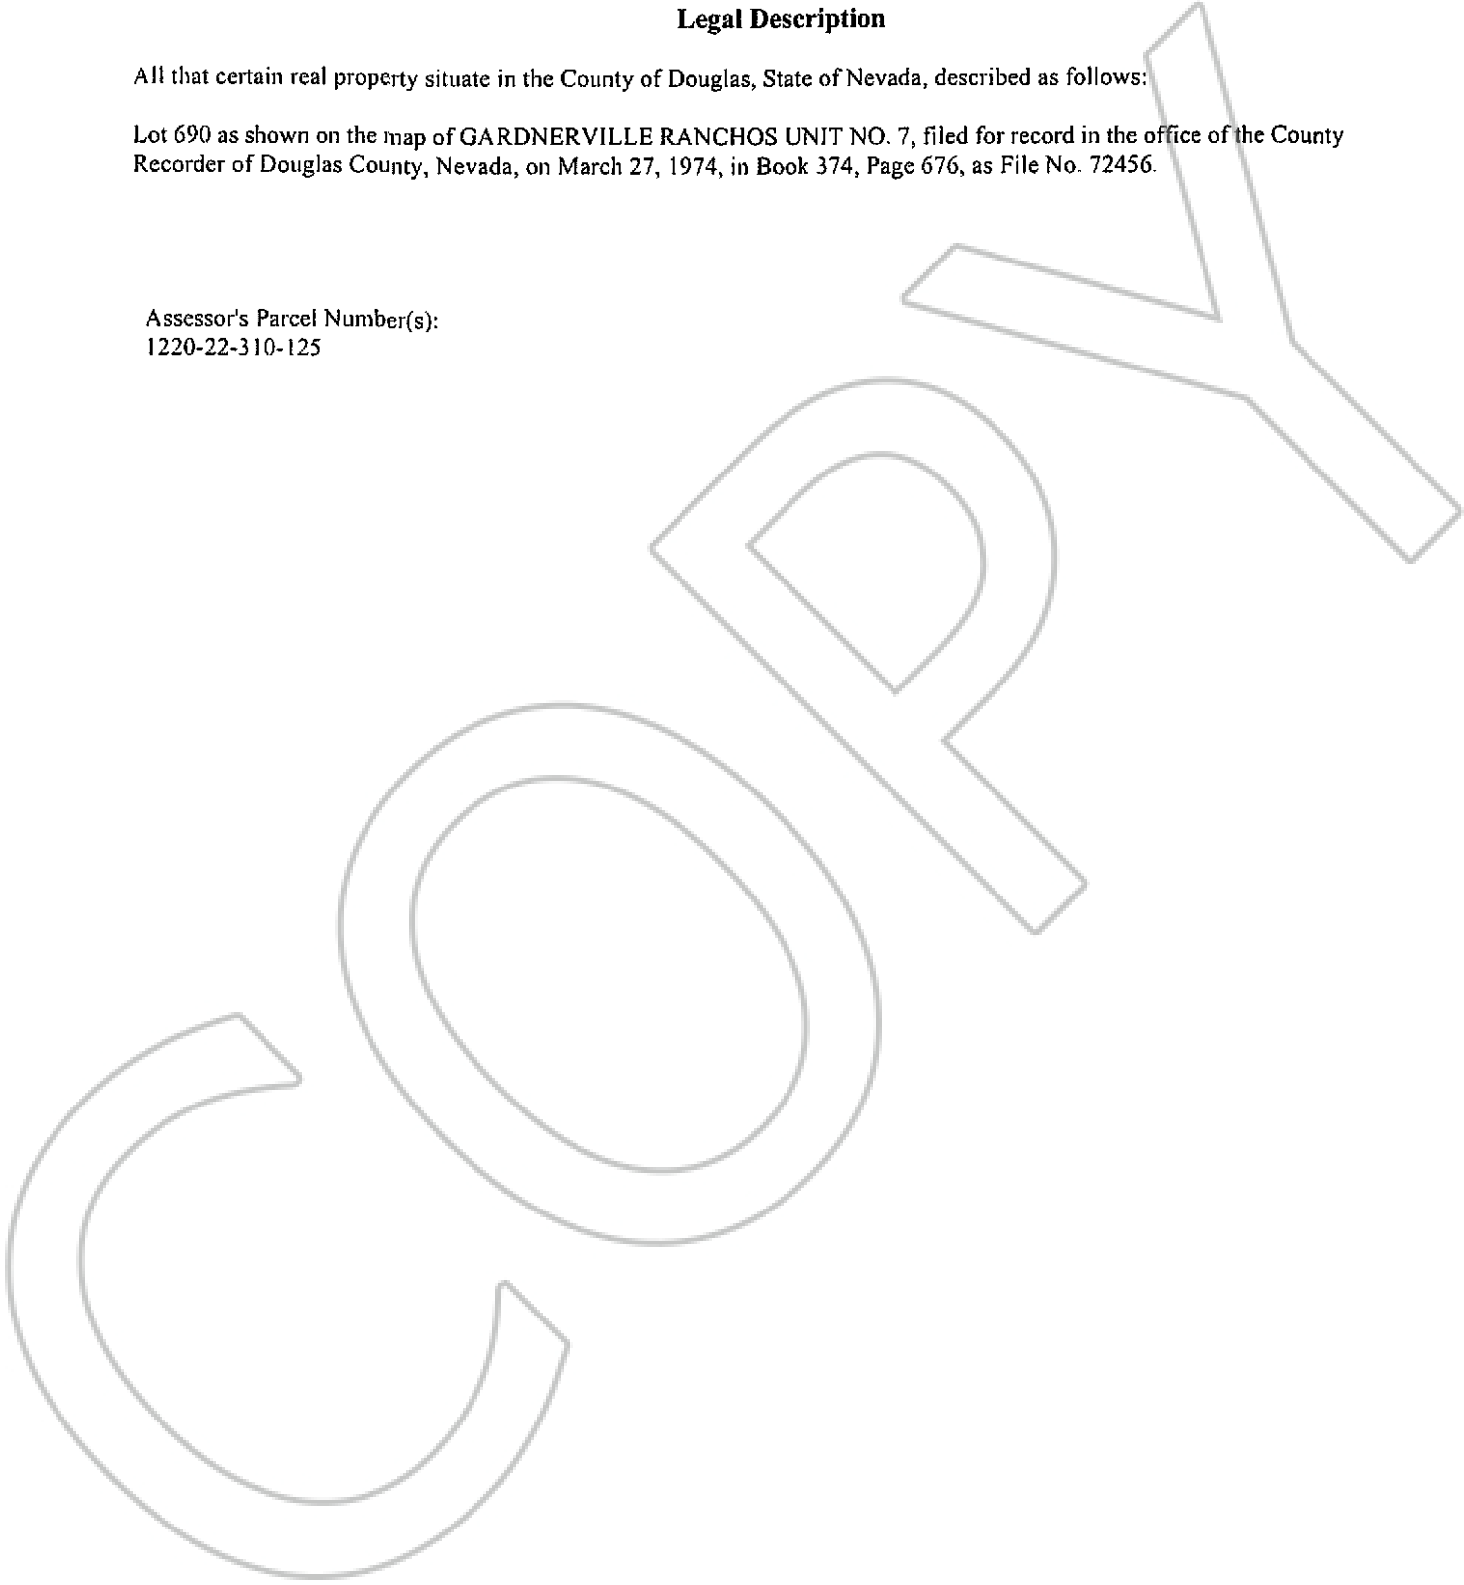 Legal Description
All that certain real property situate in the County of Douglas, State of Nevada, described as follows:
Lot 690 as shown on the map of GARDNERVILLE RANCHOS UNIT NO. 7, filed for record in the office of the County
Recorder of Douglas County, Nevada, on March 27, 1974, in Book 374, Page 676, as File No. 72456.
Assessor's Parcel Number(s):
1220-22-310-125
COPY